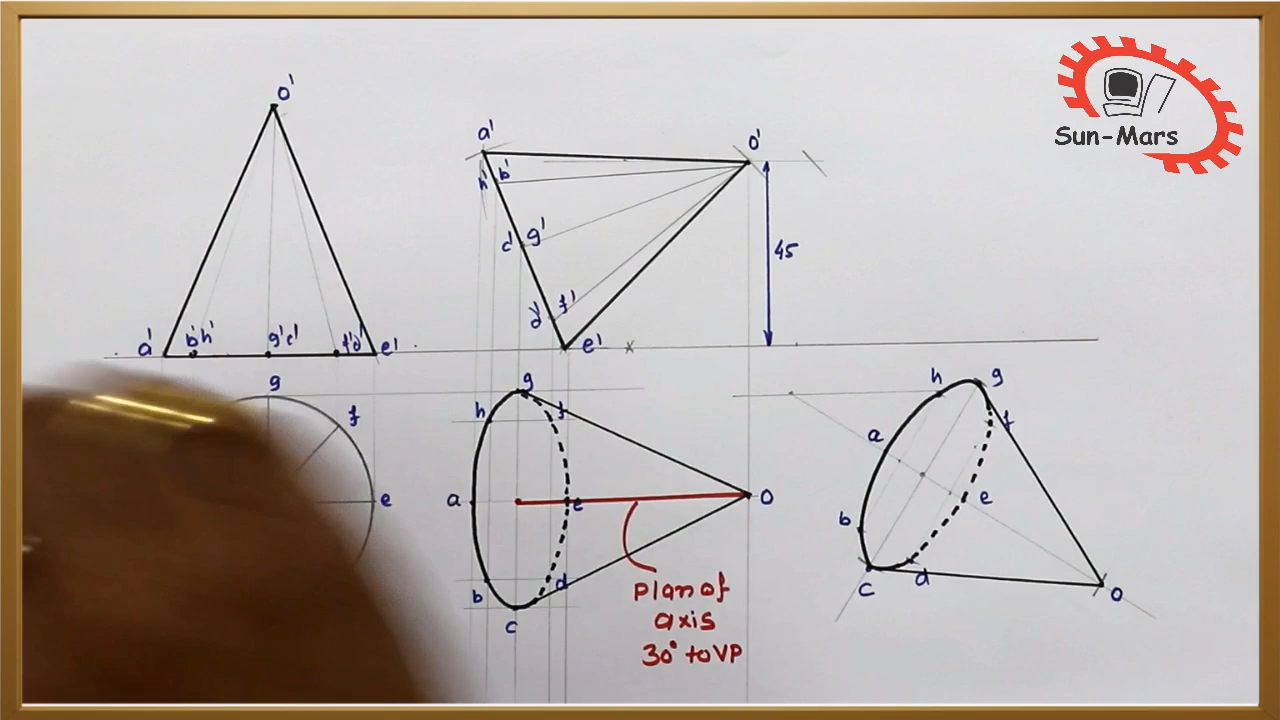 Sun-Mars
o'
a'
b'h'
g'c'
f'd'
e'
g
f
e
a'
h'
b'
c'
g'
d'
f'
e'
x
o'
45
g
h
f
a
e
o
b
d
c
Plan of
axis
30° to VP
h
g
f
a
e
b
c
d
o